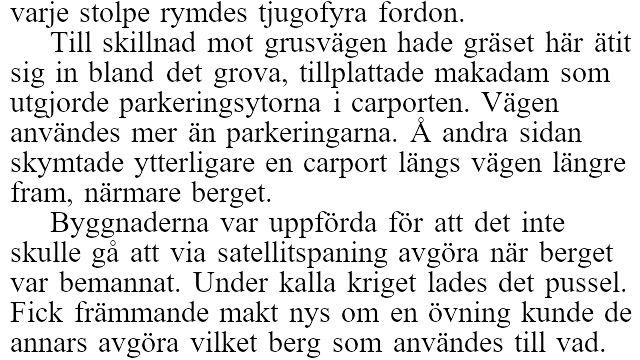 varje stolpe rymdes tjugofyra fordon.
Till skillnad mot grusvägen hade gräset här ätit
sig in bland det grova, tillplattade makadam som
utgjorde parkeringsytorna i carporten. Vägen
användes mer än parkeringarna. Å andra sidan
skymtade ytterligare en carport längs vägen längre
fram, närmare berget.
Byggnaderna var uppförda för att det inte
skulle gå att via satellitspaning avgöra när berget
var bemannat. Under kalla kriget lades det pussel.
Fick främmande makt nys om en övning kunde de
annars avgöra vilket berg som användes till vad.